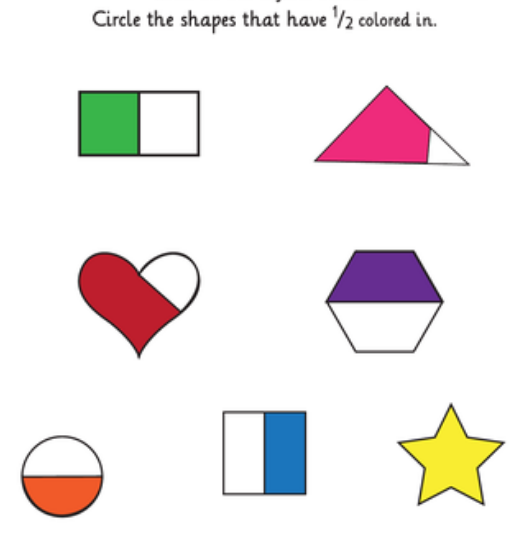 Circle the shapes that have 1/2 colored in.